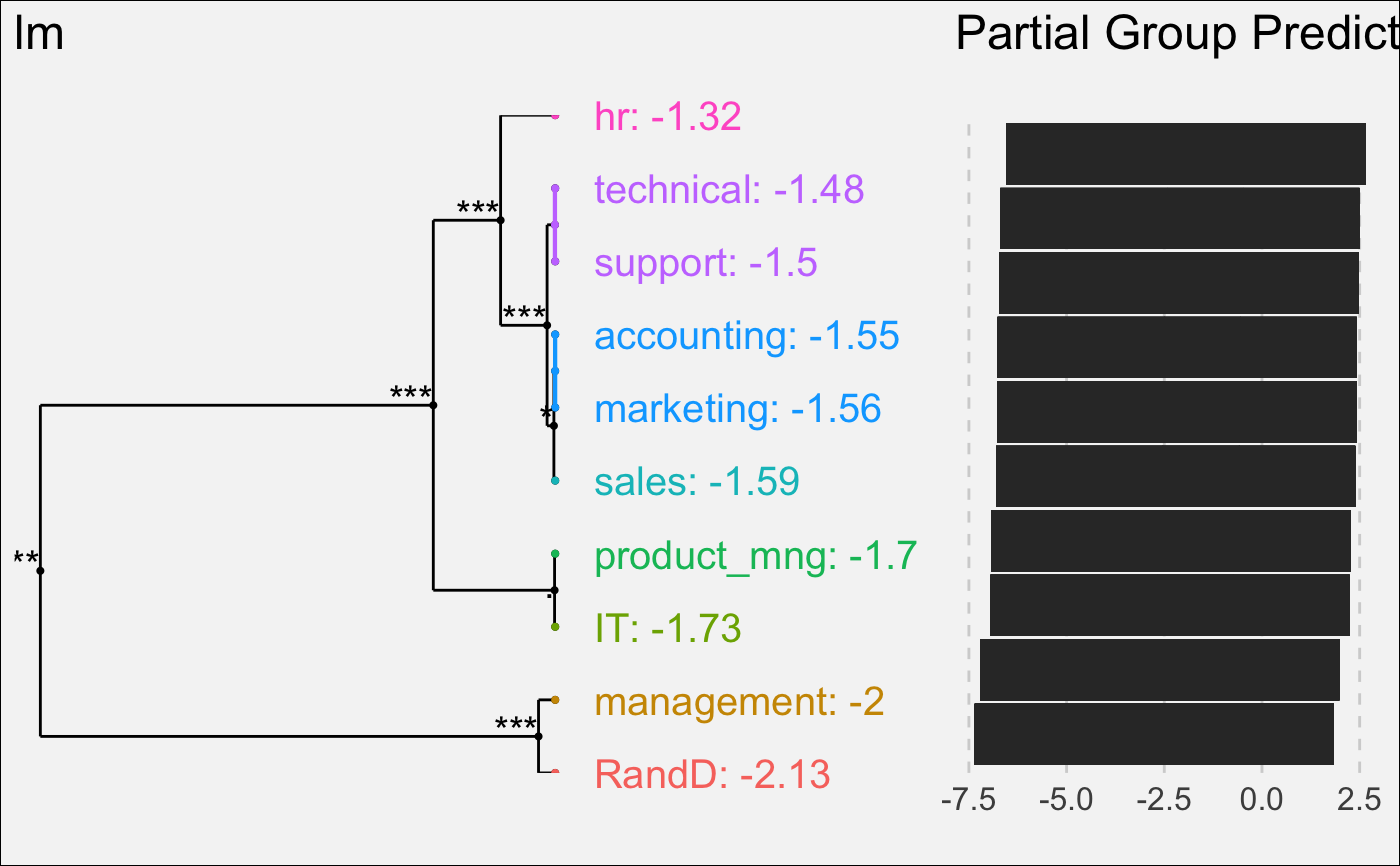 lm
Partial Group Predict
hr: -1.32
***
technical: -1.48
support: -1.5
***
accounting: -1.55
***
marketing: -1.56
*
sales: -1.59
**
product_mng: -1.7
.
IT: -1.73
management: -2
***
RandD: -2.13
-7.5 -5.0 -2.5 0.0 2.5